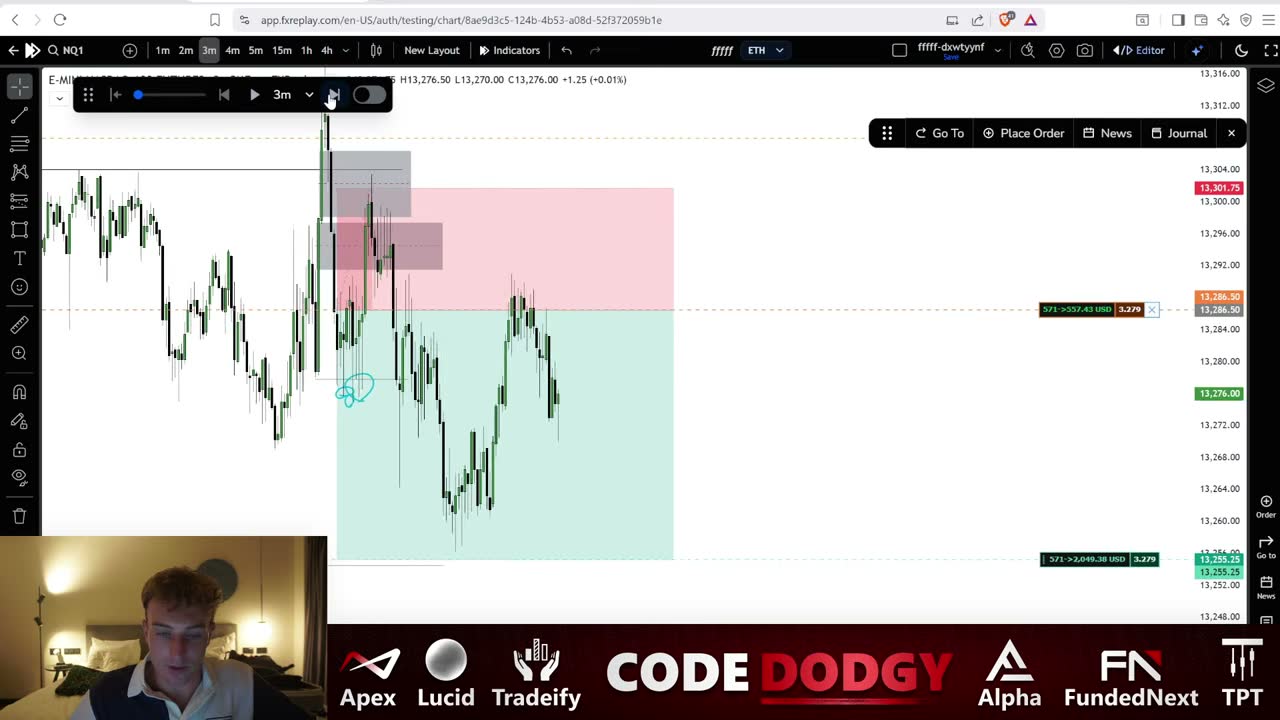 app.fxreplay.com/en-US/auth/testing/chart/8ae9d3c5-124b-4b53-a08d-52f372059b1e
NQ1 1m 2m 3m 4m 5m 15m 1h 4h New Layout Indicators fffff ETH fffff-dxwtyynf Save Editor
H13,276.50 L13,270.00 C13,276.00 +1.25 (+0.01%)
3m
Go To Place Order News Journal
13,316.00
13,312.00
13,304.00
13,301.75
13,300.00
13,296.00
13,292.00
13,286.50
571->557.43 USD 3.279 13,286.50
13,284.00
13,280.00
13,276.00
13,272.00
13,268.00
13,264.00
13,260.00
571->2,049.38 USD 3.279 13,255.25
13,255.25
13,252.00
13,248.00
Order
Go to
News
CODE DODGY
Apex Lucid Tradeify Alpha FundedNext TPT